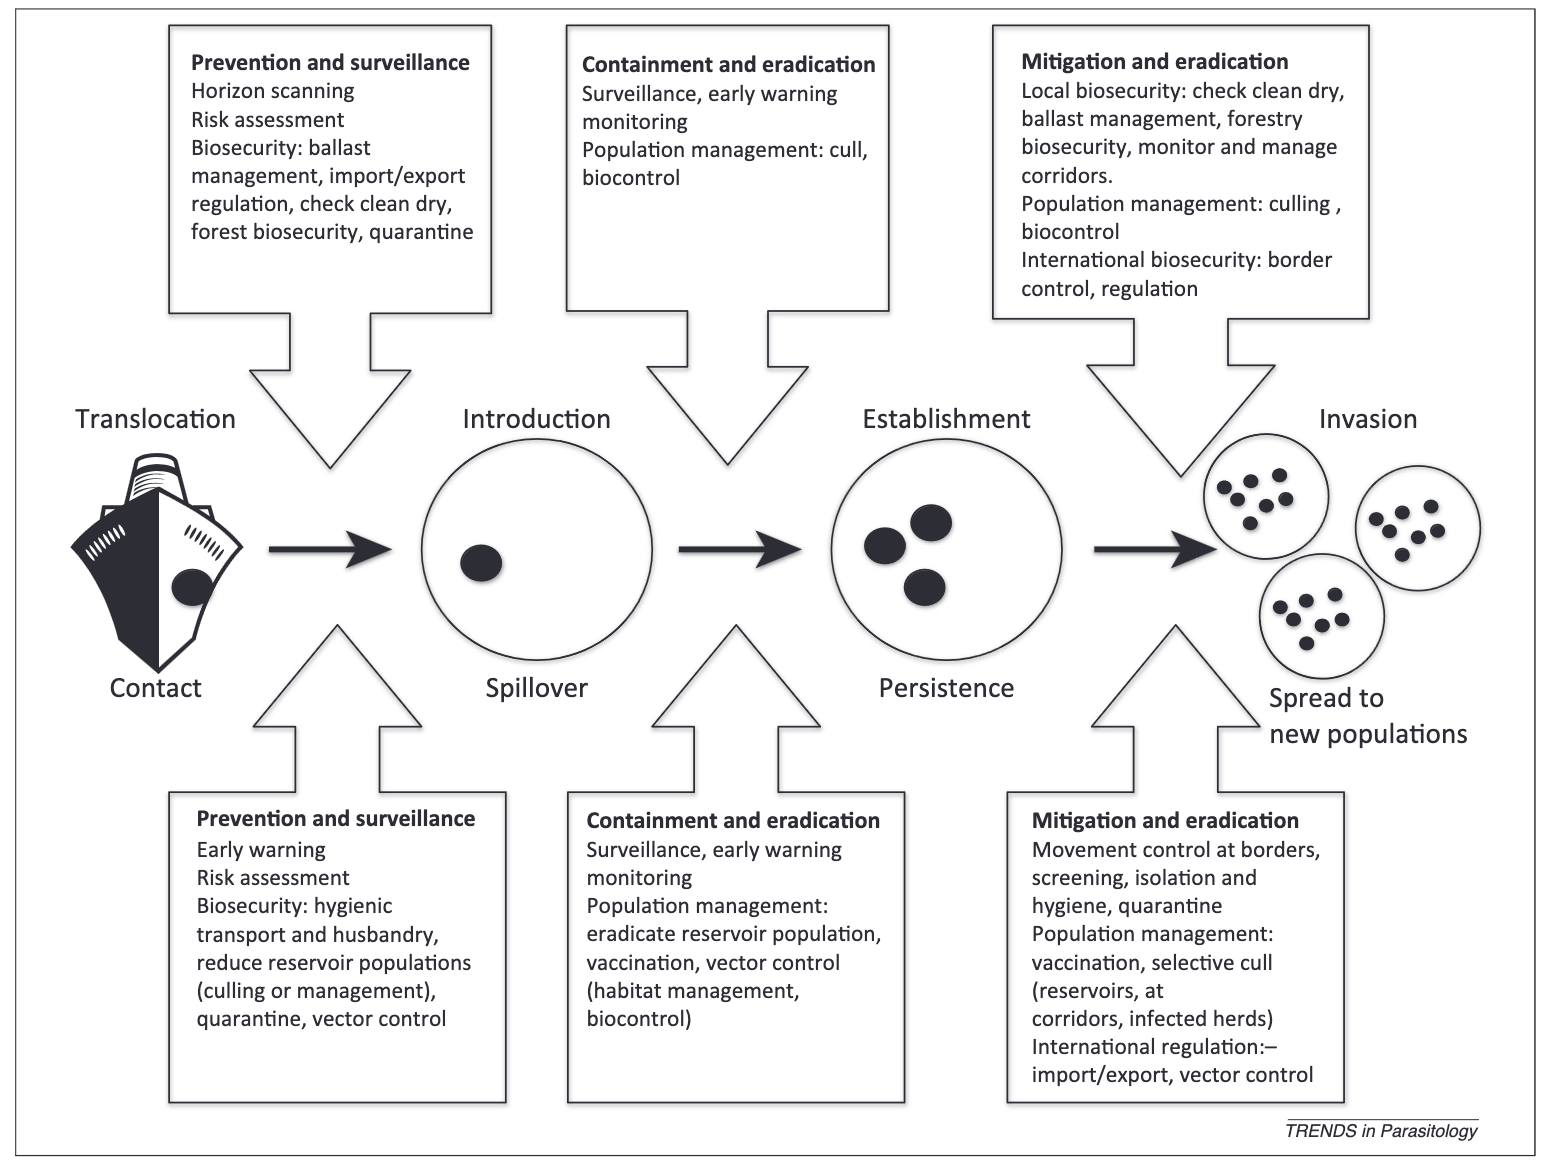 Prevention and surveillance
Horizon scanning
Risk assessment
Biosecurity: ballast
management, import/export
regulation, check clean dry,
forest biosecurity, quarantine
Containment and eradication
Surveillance, early warning
monitoring
Population management: cull,
biocontrol
Mitigation and eradication
Local biosecurity: check clean dry,
ballast management, forestry
biosecurity, monitor and manage
corridors.
Population management: culling ,
biocontrol
International biosecurity: border
control, regulation
Translocation
Introduction
Establishment
Invasion
Contact
Spillover
Persistence
Spread to
new populations
Prevention and surveillance
Early warning
Risk assessment
Biosecurity: hygienic
transport and husbandry,
reduce reservoir populations
(culling or management),
quarantine, vector control
Containment and eradication
Surveillance, early warning
monitoring
Population management:
eradicate reservoir population,
vaccination, vector control
(habitat management,
biocontrol)
Mitigation and eradication
Movement control at borders,
screening, isolation and
hygiene, quarantine
Population management:
vaccination, selective cull
(reservoirs, at
corridors, infected herds)
International regulation:–
import/export, vector control
TRENDS in Parasitology